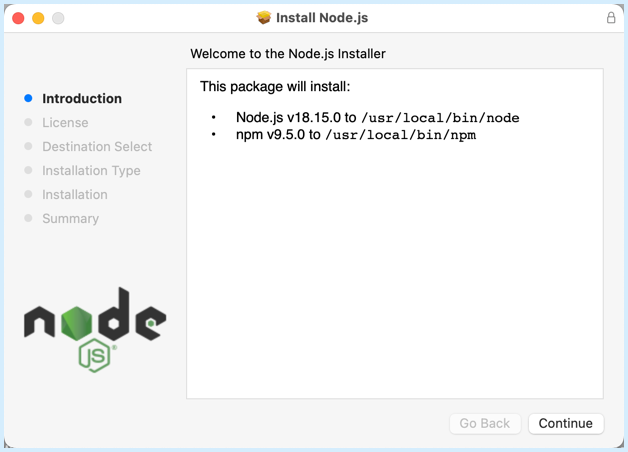 Install Node.js
Welcome to the Node.js Installer
Introduction
License
Destination Select
Installation Type
Installation
Summary
This package will install:
• Node.js v18.15.0 to /usr/local/bin/node
• npm v9.5.0 to /usr/local/bin/npm
node
JS®
Go Back
Continue